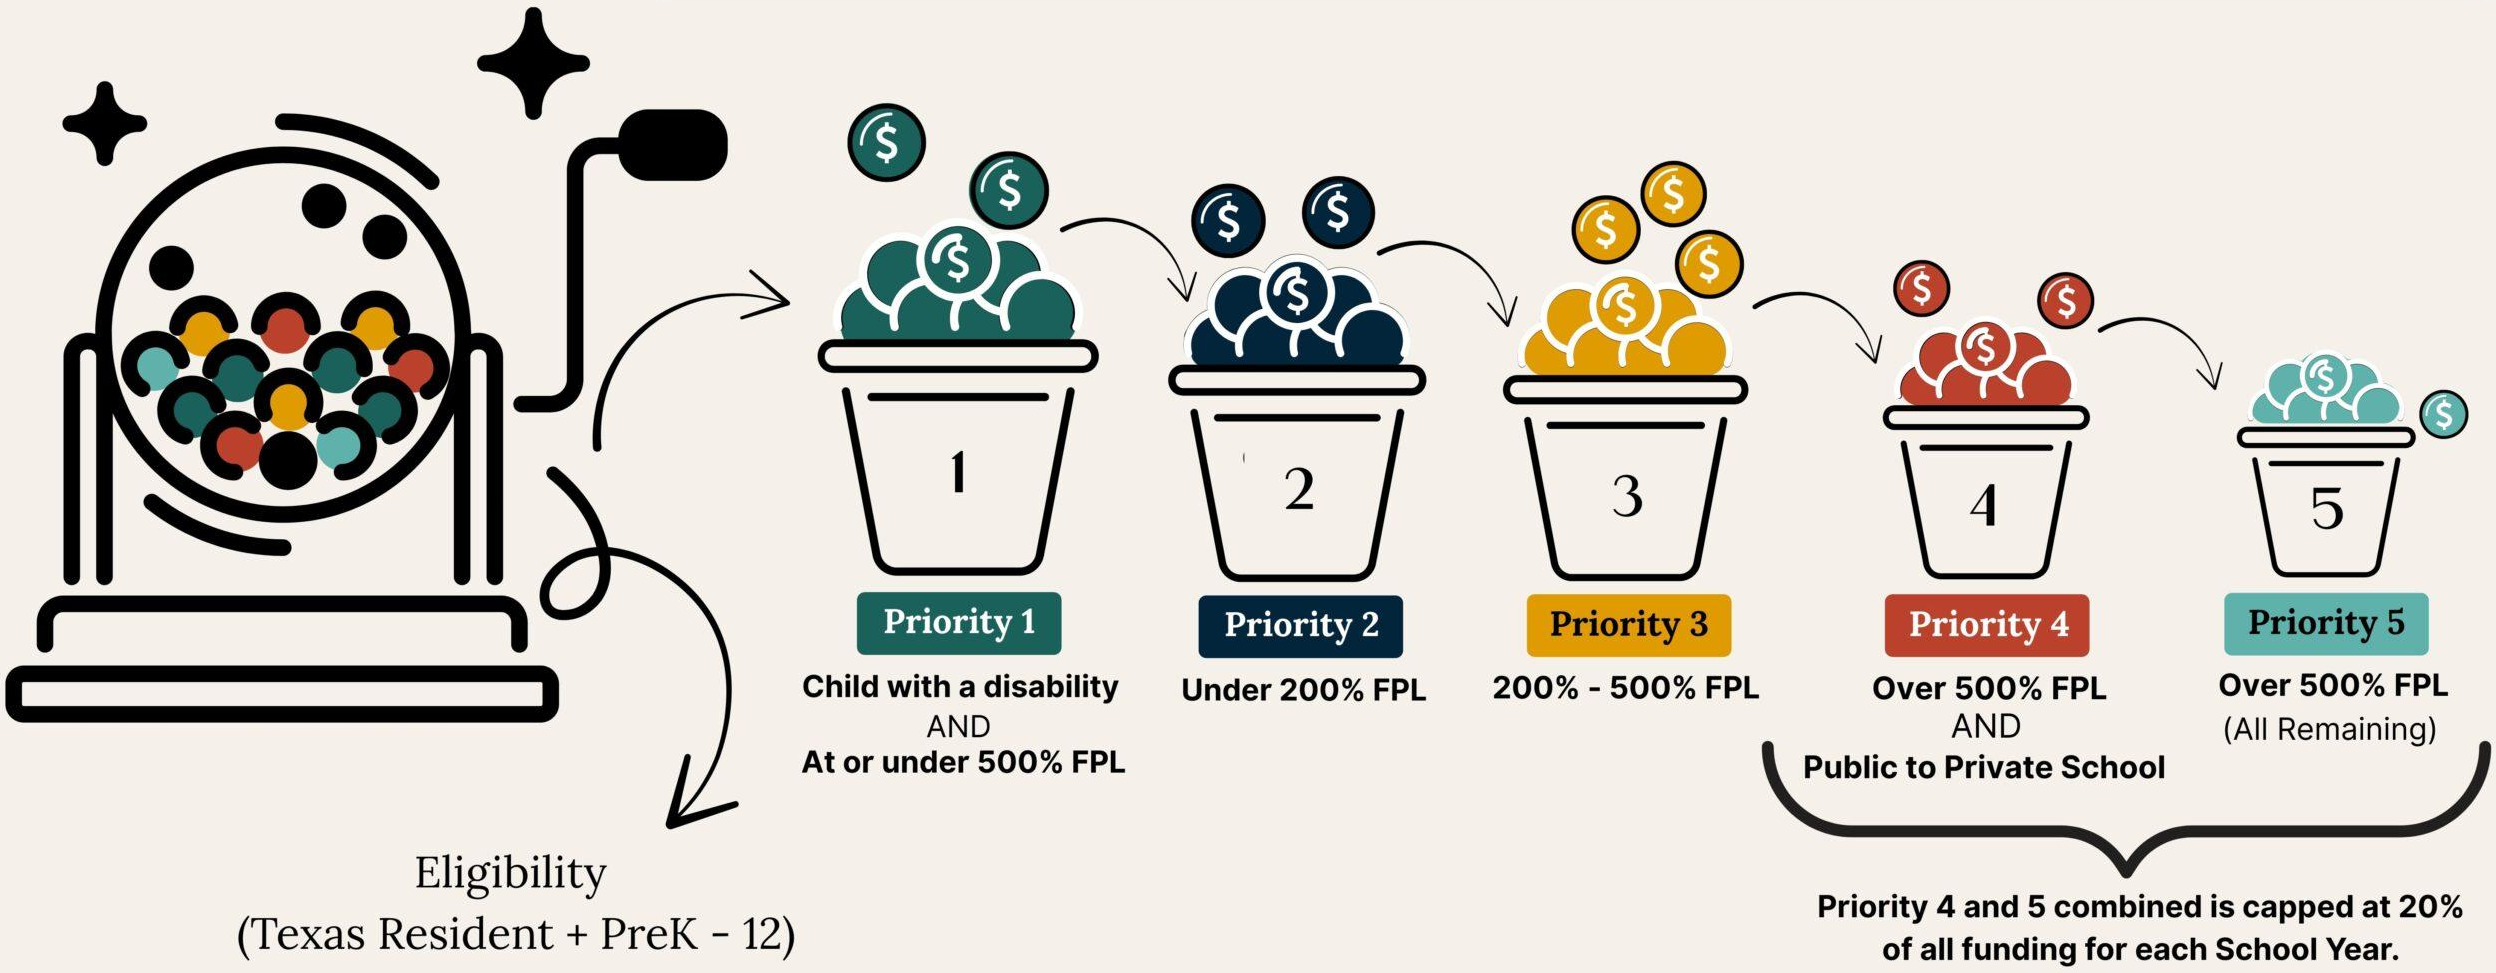 $ $
$
1
Priority 1
Child with a disability
AND
At or under 500% FPL
$ $
$
2
Priority 2
Under 200% FPL
$ $ $
$
3
Priority 3
200% - 500% FPL
$ $
$
4
Priority 4
Over 500% FPL
AND
Public to Private School
$ $
5
Priority 5
Over 500% FPL
(All Remaining)
Eligibility
(Texas Resident + PreK - 12)
Priority 4 and 5 combined is capped at 20%
of all funding for each School Year.